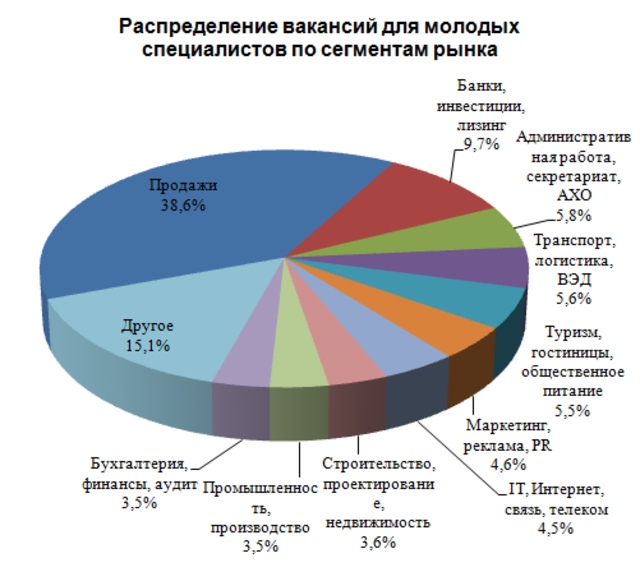 Распределение вакансий для молодых
специалистов по сегментам рынка
Банки,
инвестиции,
лизинг
9,7%
Административ
ная работа,
секретариат,
АХО
5,8%
Транспорт,
логистика,
ВЭД
5,6%
Туризм,
гостиницы,
общественное
питание
5,5%
Маркетинг,
реклама, PR
4,6%
IT, Интернет,
связь, телеком
4,5%
Строительство,
проектировани
е,
недвижимость
3,6%
Промышленнос
ть,
производство
3,5%
Бухгалтерия,
финансы, аудит
3,5%
Другое
15,1%
Продажи
38,6%